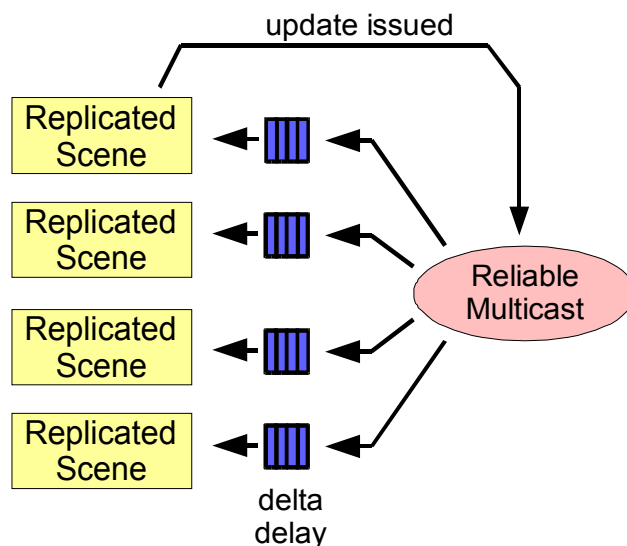 update issued
Replicated
Scene
Replicated
Scene
Reliable
Multicast
Replicated
Scene
Replicated
Scene
delta
delay